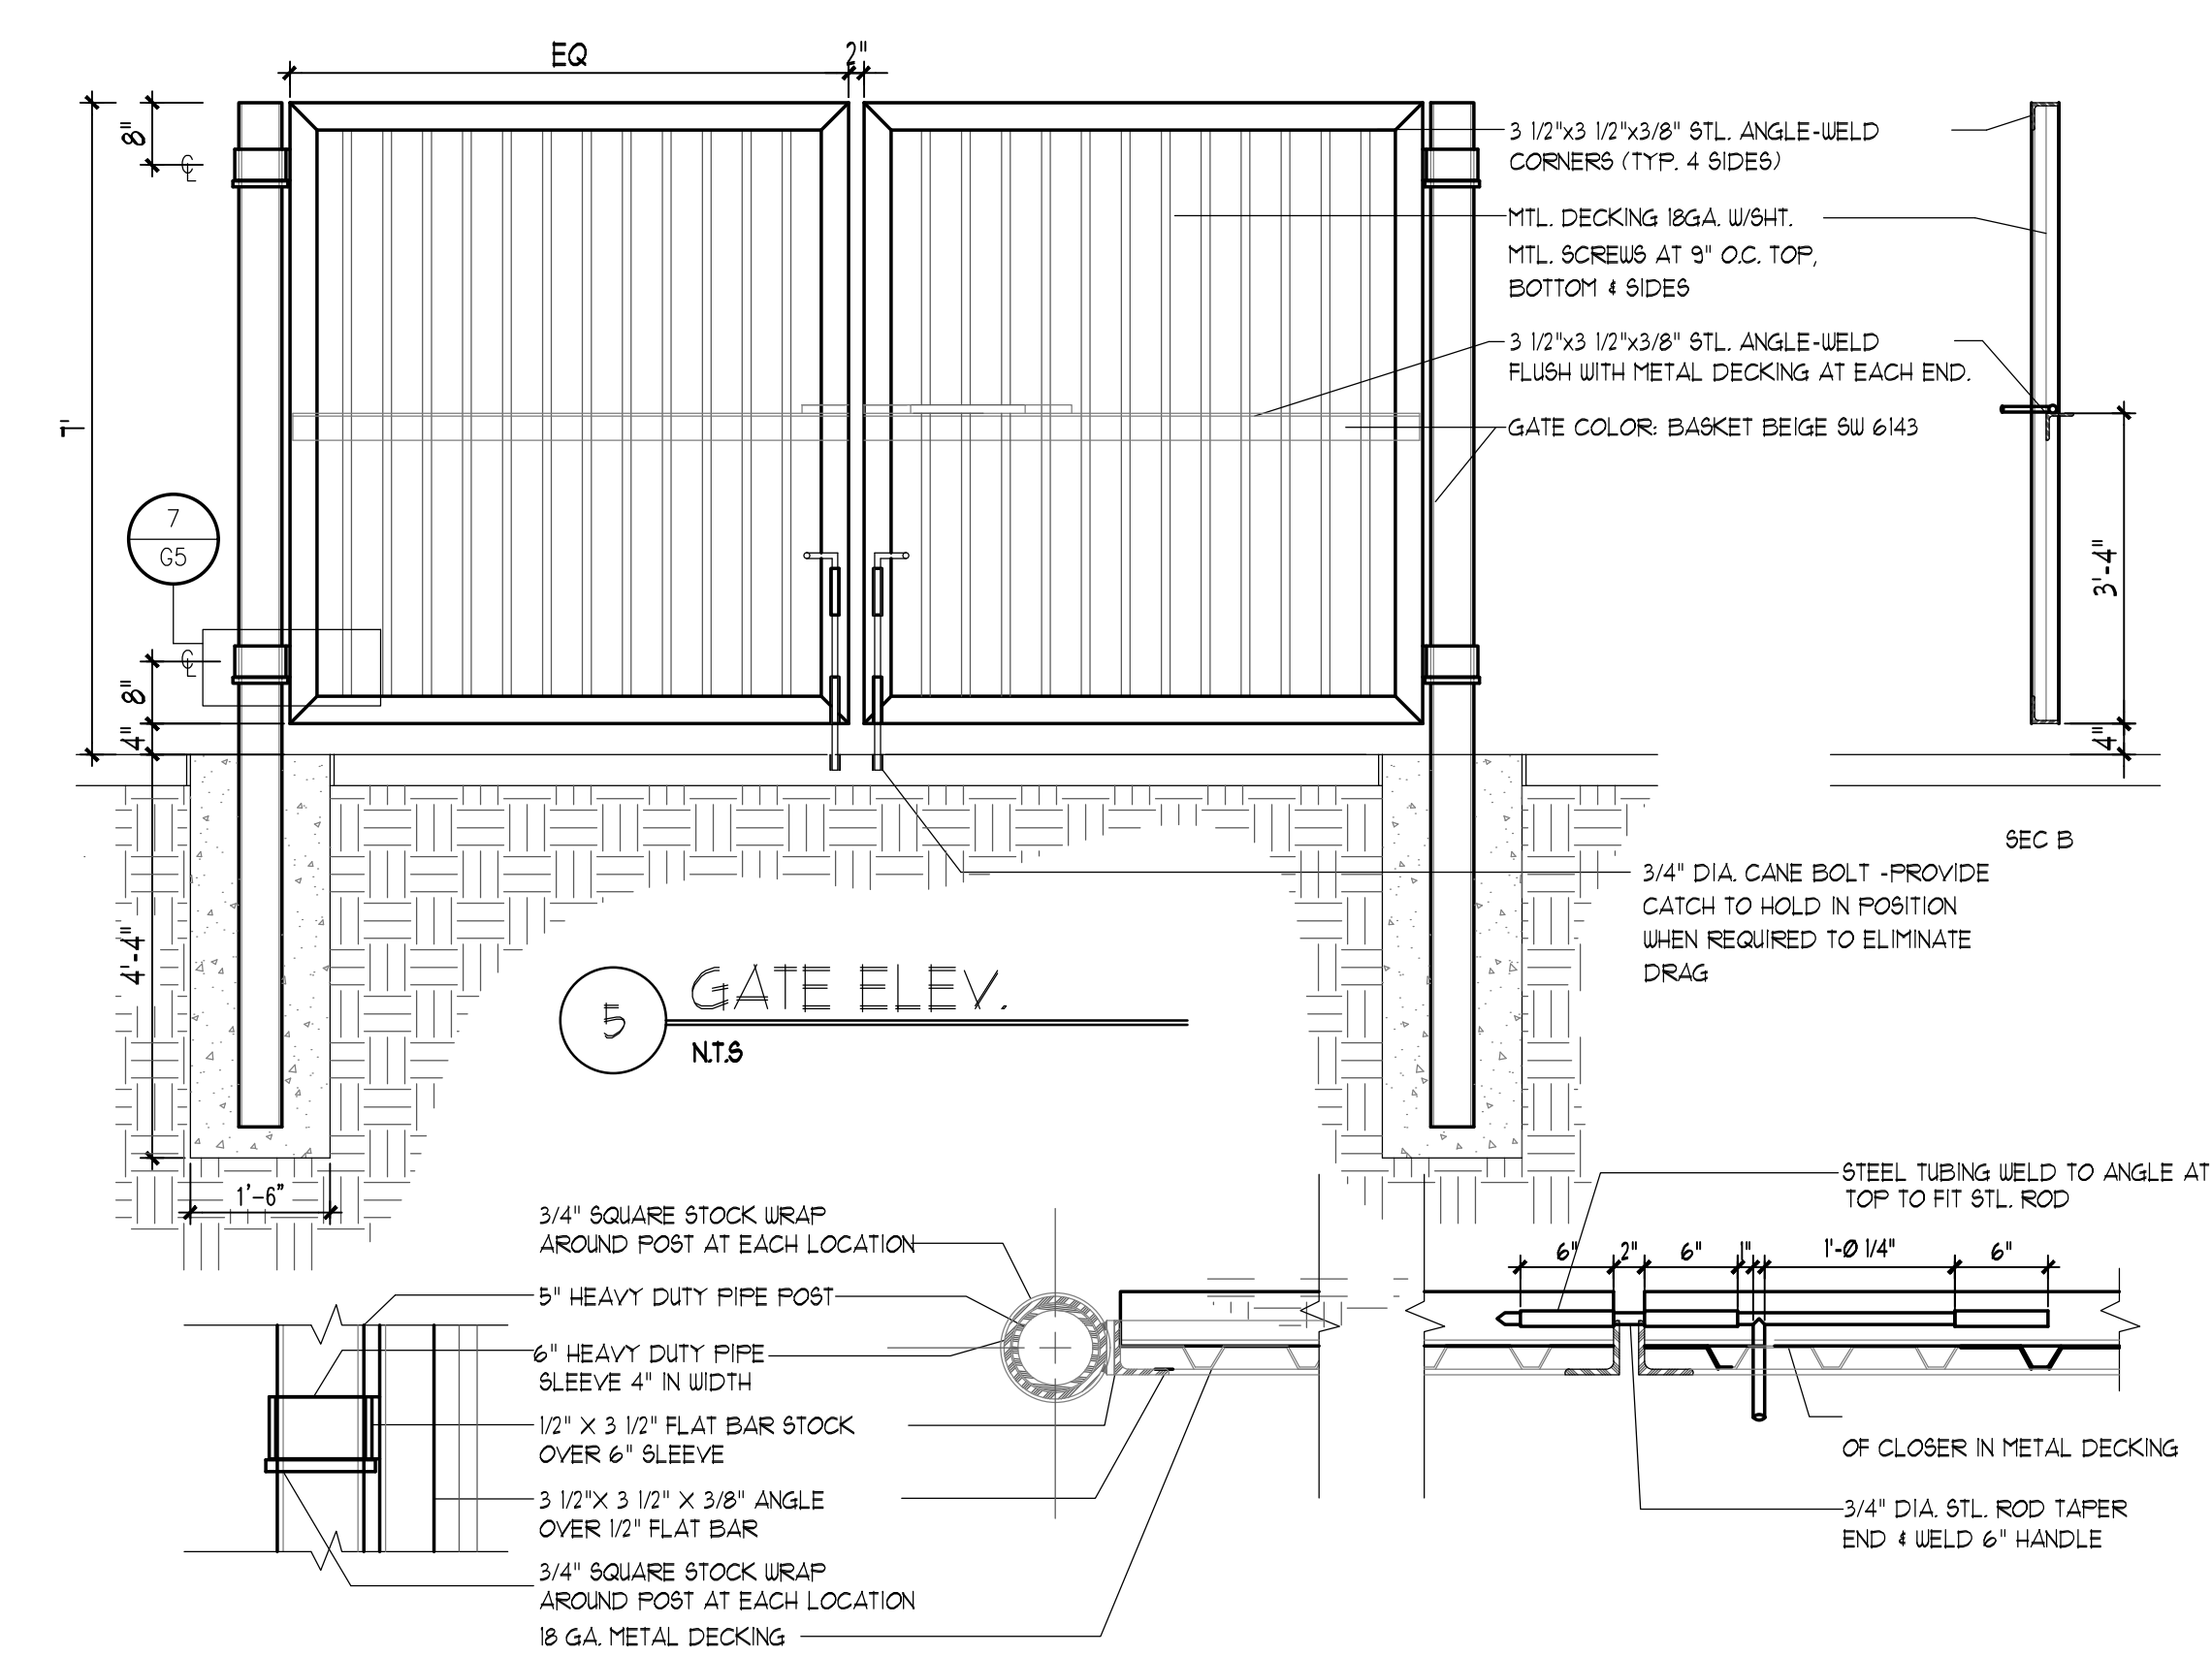 EQ
2"
8"
℄
7'
7
G5
℄
8"
4"
4'-4"
1'-6"
3 1/2"x3 1/2"x3/8" STL. ANGLE-WELD
CORNERS (TYP. 4 SIDES)
MTL. DECKING 18GA. W/SHT.
MTL. SCREWS AT 9" O.C. TOP,
BOTTOM & SIDES
3 1/2"x3 1/2"x3/8" STL. ANGLE-WELD
FLUSH WITH METAL DECKING AT EACH END.
GATE COLOR: BASKET BEIGE SW 6143
3'-4"
4"
SEC B
3/4" DIA. CANE BOLT -PROVIDE
CATCH TO HOLD IN POSITION
WHEN REQUIRED TO ELIMINATE
DRAG
5
GATE ELEV.
N.T.S
3/4" SQUARE STOCK WRAP
AROUND POST AT EACH LOCATION
5" HEAVY DUTY PIPE POST
6" HEAVY DUTY PIPE
SLEEVE 4" IN WIDTH
1/2" X 3 1/2" FLAT BAR STOCK
OVER 6" SLEEVE
3 1/2"X 3 1/2" X 3/8" ANGLE
OVER 1/2" FLAT BAR
3/4" SQUARE STOCK WRAP
AROUND POST AT EACH LOCATION
18 GA. METAL DECKING
STEEL TUBING WELD TO ANGLE AT
TOP TO FIT STL. ROD
6"
2"
6"
1"
1'-0 1/4"
6"
OF CLOSER IN METAL DECKING
3/4" DIA. STL. ROD TAPER
END & WELD 6" HANDLE